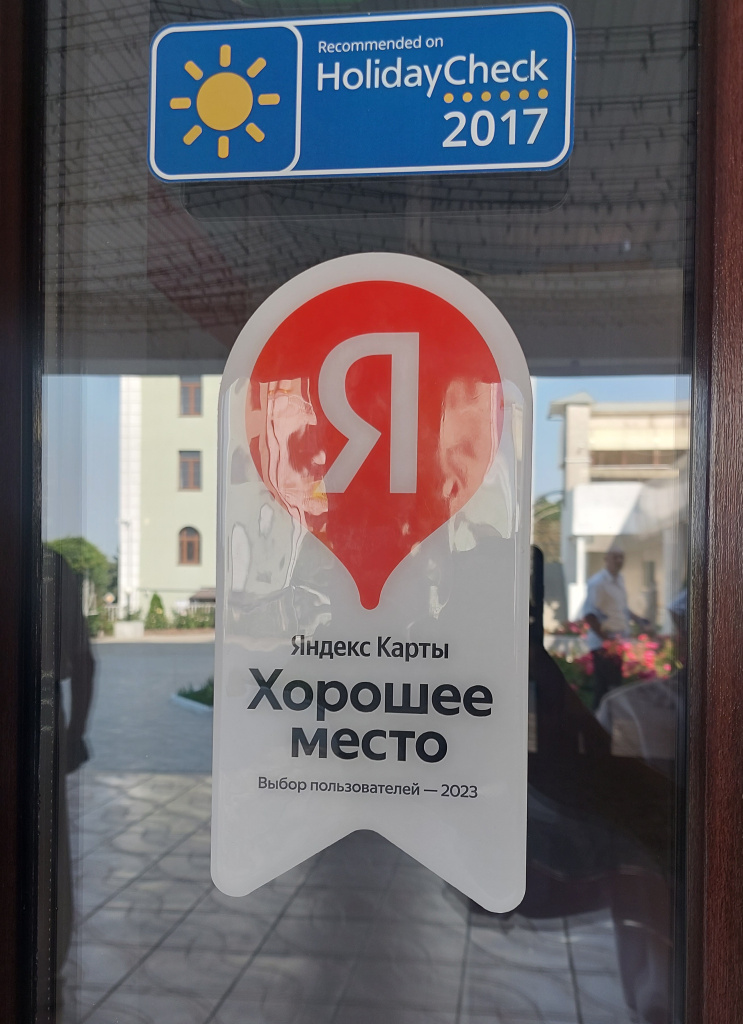 Recommended on
HolidayCheck
2017
Я
Яндекс Карты
Хорошее
место
Выбор пользователей — 2023